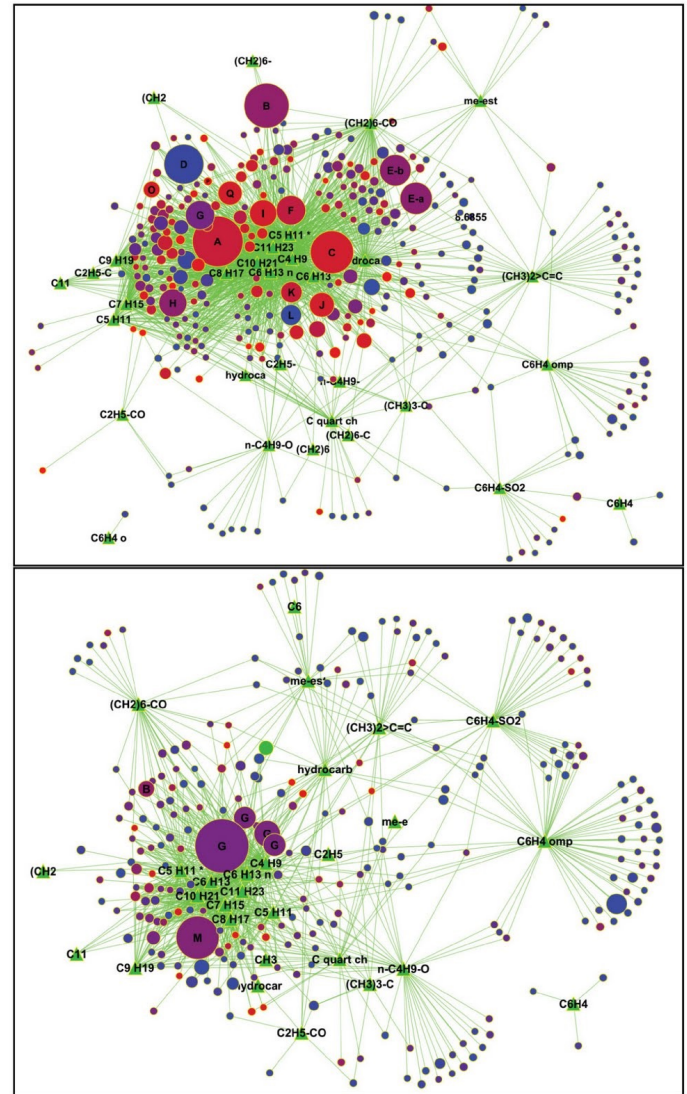 (CH2)6-
B
(CH2
(CH2)6-CO
me-est
D
E-b
O
Q
E-a
G
I
F
8.6855
C5 H11 *
A
C11 H23
C
C4 H9
C9 H19
C10 H21
droca
C2H5-C
C8 H17
C6 H13 n
C6 H13
(CH3)2>C=C
C11
K
C7 H15
H
J
C5 H11
L
C2H5-
C6H4 omp
hydroca
n-C4H9-
(CH3)3-C
C2H5-CO
C quart ch
(CH2)6-C
n-C4H9-O
(CH2)6
C6H4-SO2
C6H4
C6H4 o
C6
me-est
(CH2)6-CO
C6H4-SO2
(CH3)2>C=C
hydrocarb
B
G
me-e
G
G
C6H4 omp
G
C2H5
C4 H9
C5 H11 *
(CH2
C6 H13 n
C6 H13
C11 H23
C10 H21
C7 H15
C5 H11
C8 H17
M
C11
CH3
C quart ch
C9 H19
n-C4H9-O
hydrocar
(CH3)3-C
C6H4
C2H5-CO